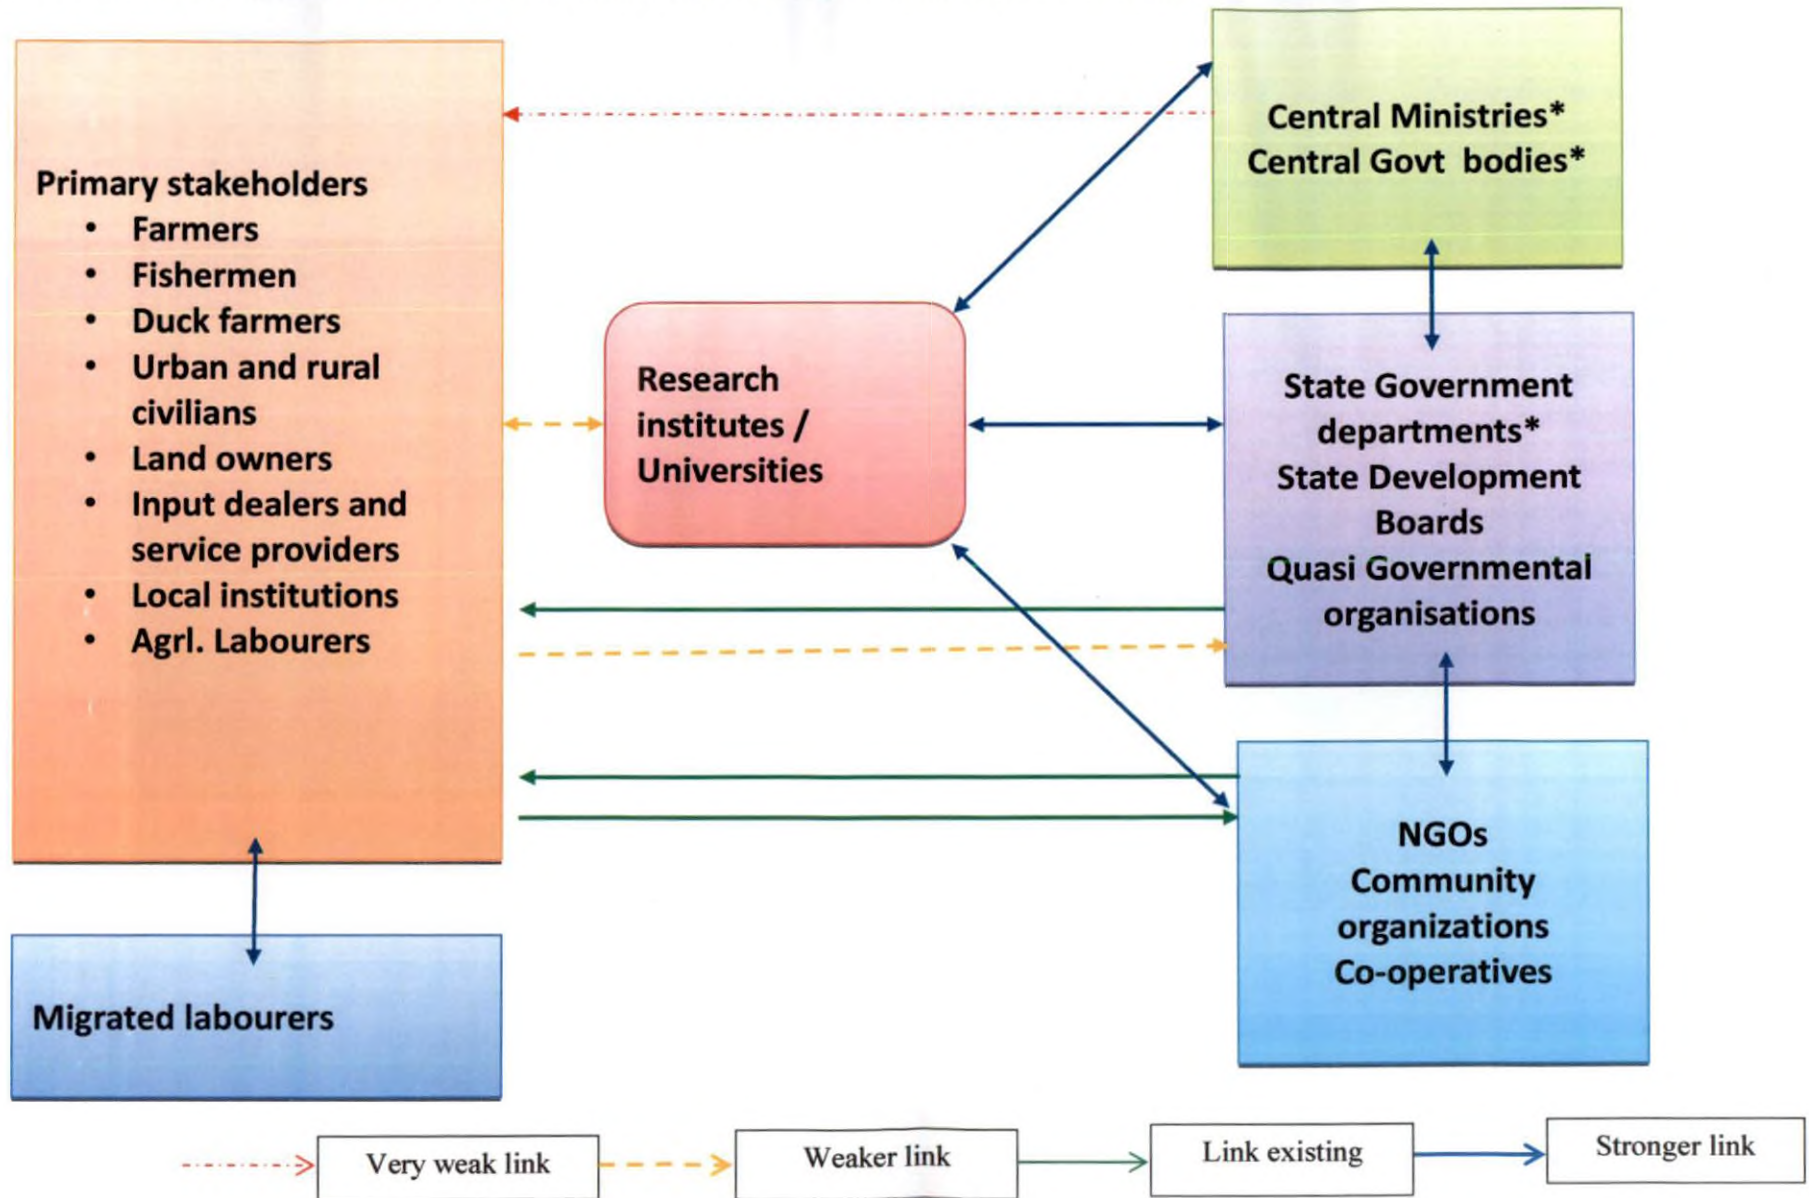 Primary stakeholders
• Farmers
• Fishermen
• Duck farmers
• Urban and rural
civilians
• Land owners
• Input dealers and
service providers
• Local institutions
• Agrl. Labourers
Migrated labourers
Research
institutes /
Universities
Central Ministries*
Central Govt bodies*
State Government
departments*
State Development
Boards
Quasi Governmental
organisations
NGOs
Community
organizations
Co-operatives
Very weak link
Weaker link
Link existing
Stronger link